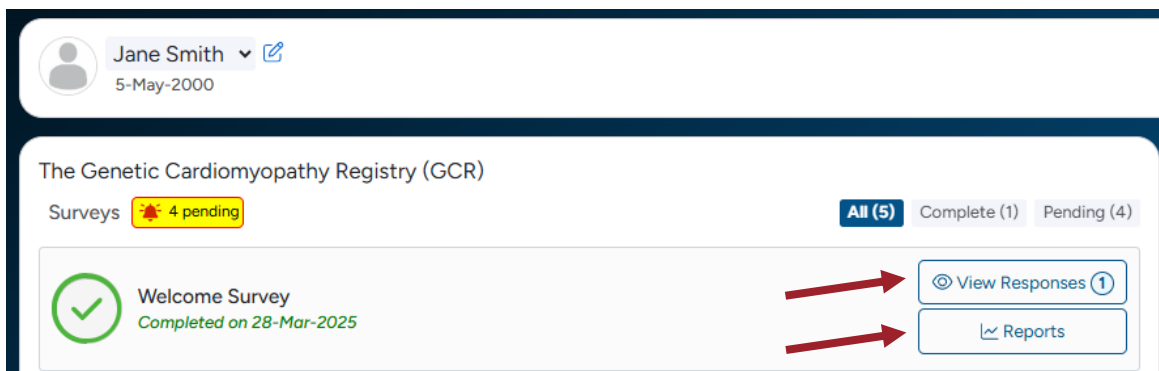 Jane Smith
5-May-2000
The Genetic Cardiomyopathy Registry (GCR)
Surveys 4 pending All (5) Complete (1) Pending (4)
Welcome Survey
Completed on 28-Mar-2025
View Responses 1
Reports